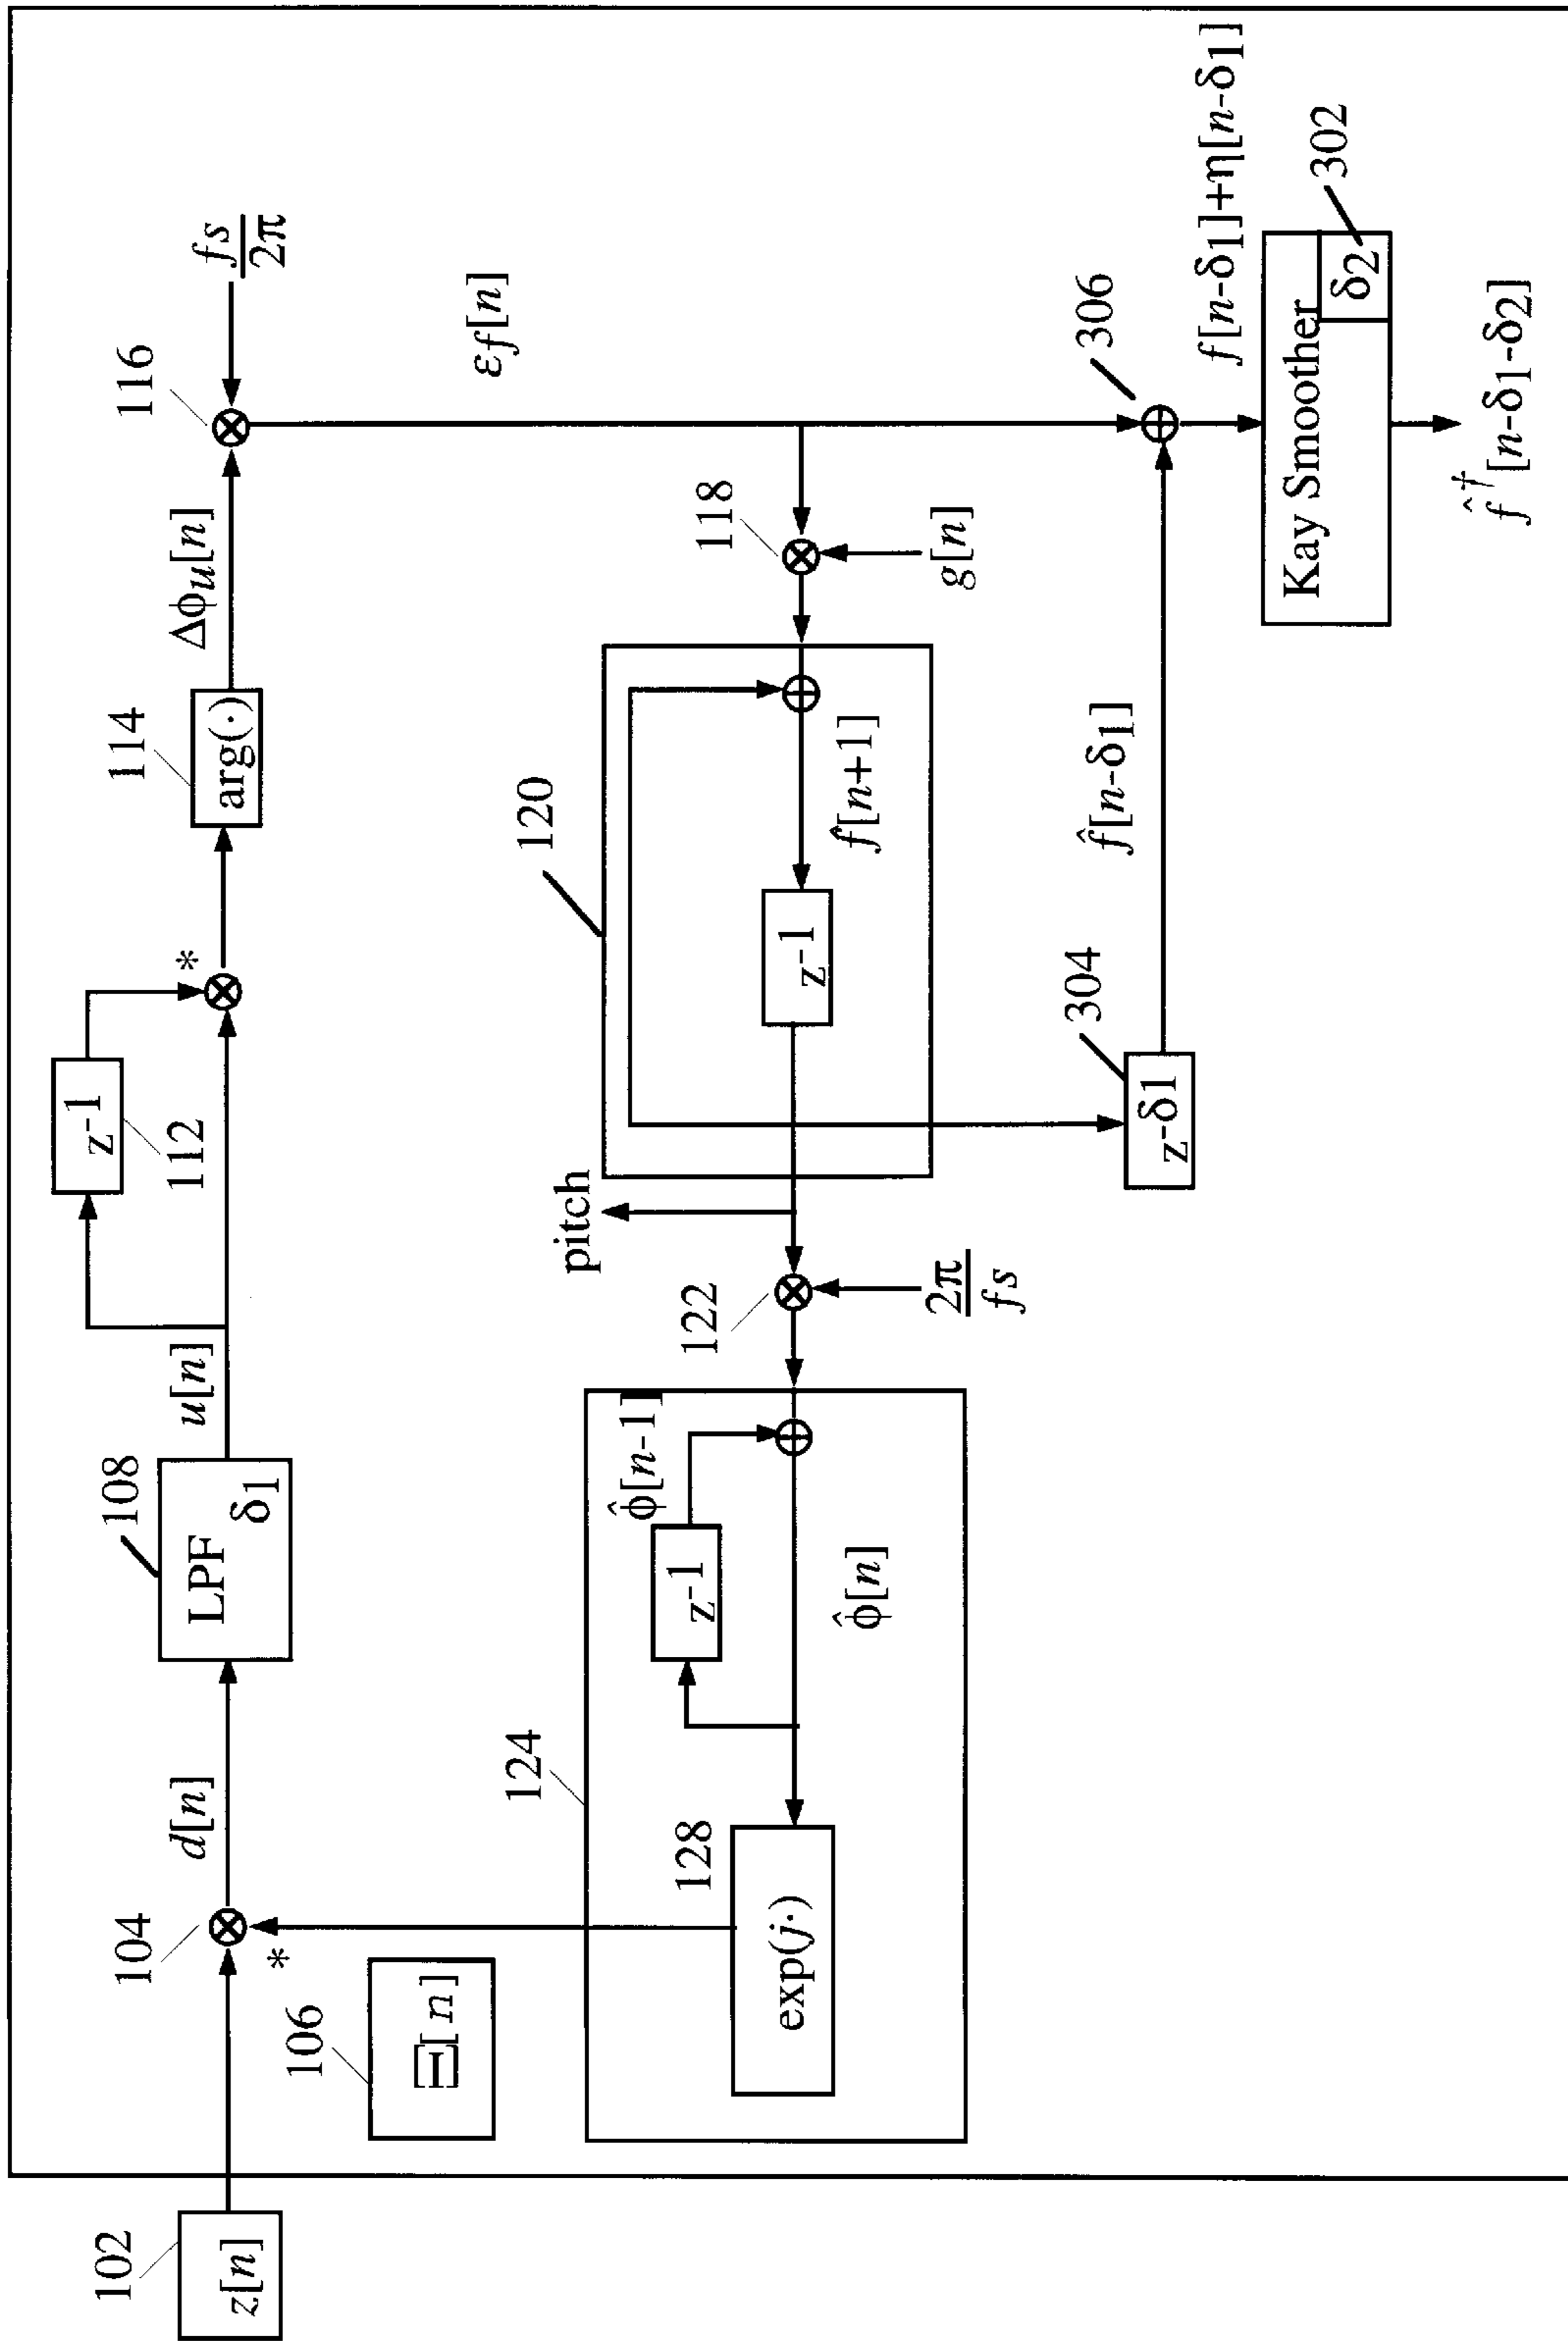 102
z[n]
104
*
d[n]
106
Ξ[n]
108
LPF
δ1
u[n]
z-1
112
*
114
arg(·)
Δϕu[n]
116
fs
2π
εf[n]
124
128
exp(j·)
z-1
ϕ̂[n-1]
ϕ̂[n]
122
2π
fs
pitch
120
z-1
f̂[n+1]
118
g[n]
304
z-δ1
f̂[n-δ1]
306
f[n-δ1]+η[n-δ1]
Kay Smoother
δ2
302
f̂†[n-δ1-δ2]